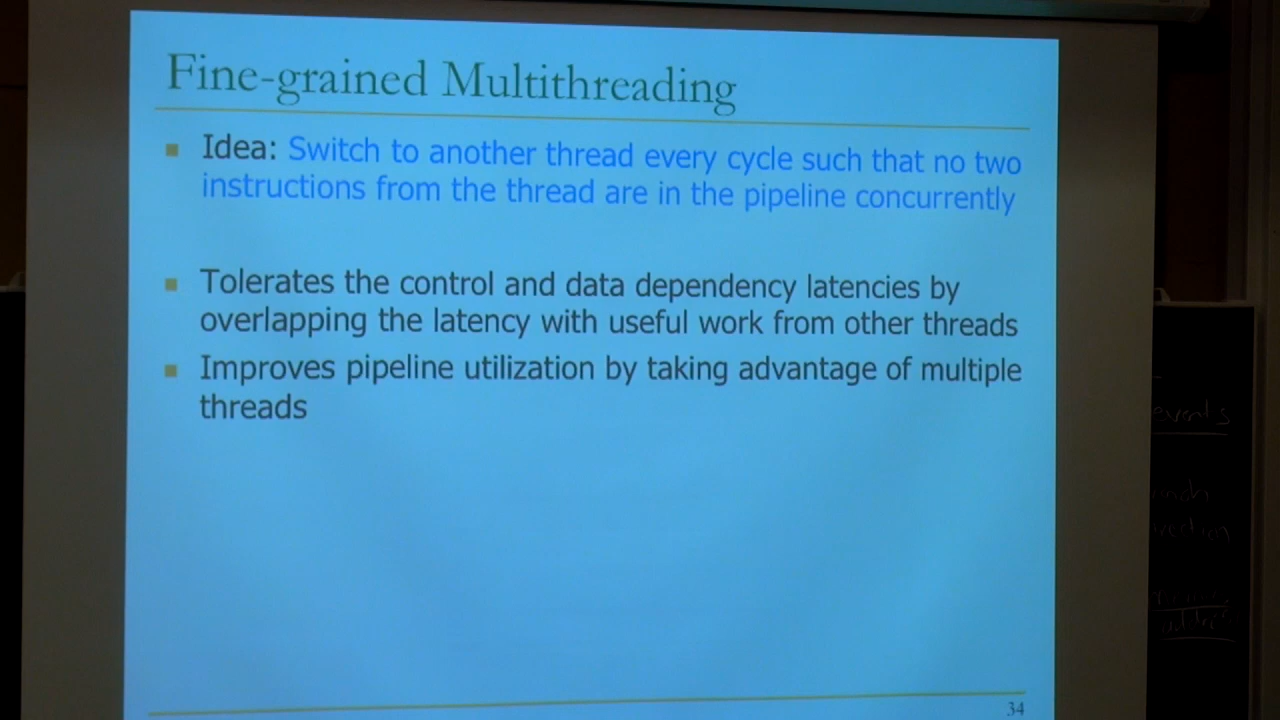 Fine-grained Multithreading
Idea: Switch to another thread every cycle such that no two
instructions from the thread are in the pipeline concurrently
Tolerates the control and data dependency latencies by
overlapping the latency with useful work from other threads
Improves pipeline utilization by taking advantage of multiple
threads
34
events